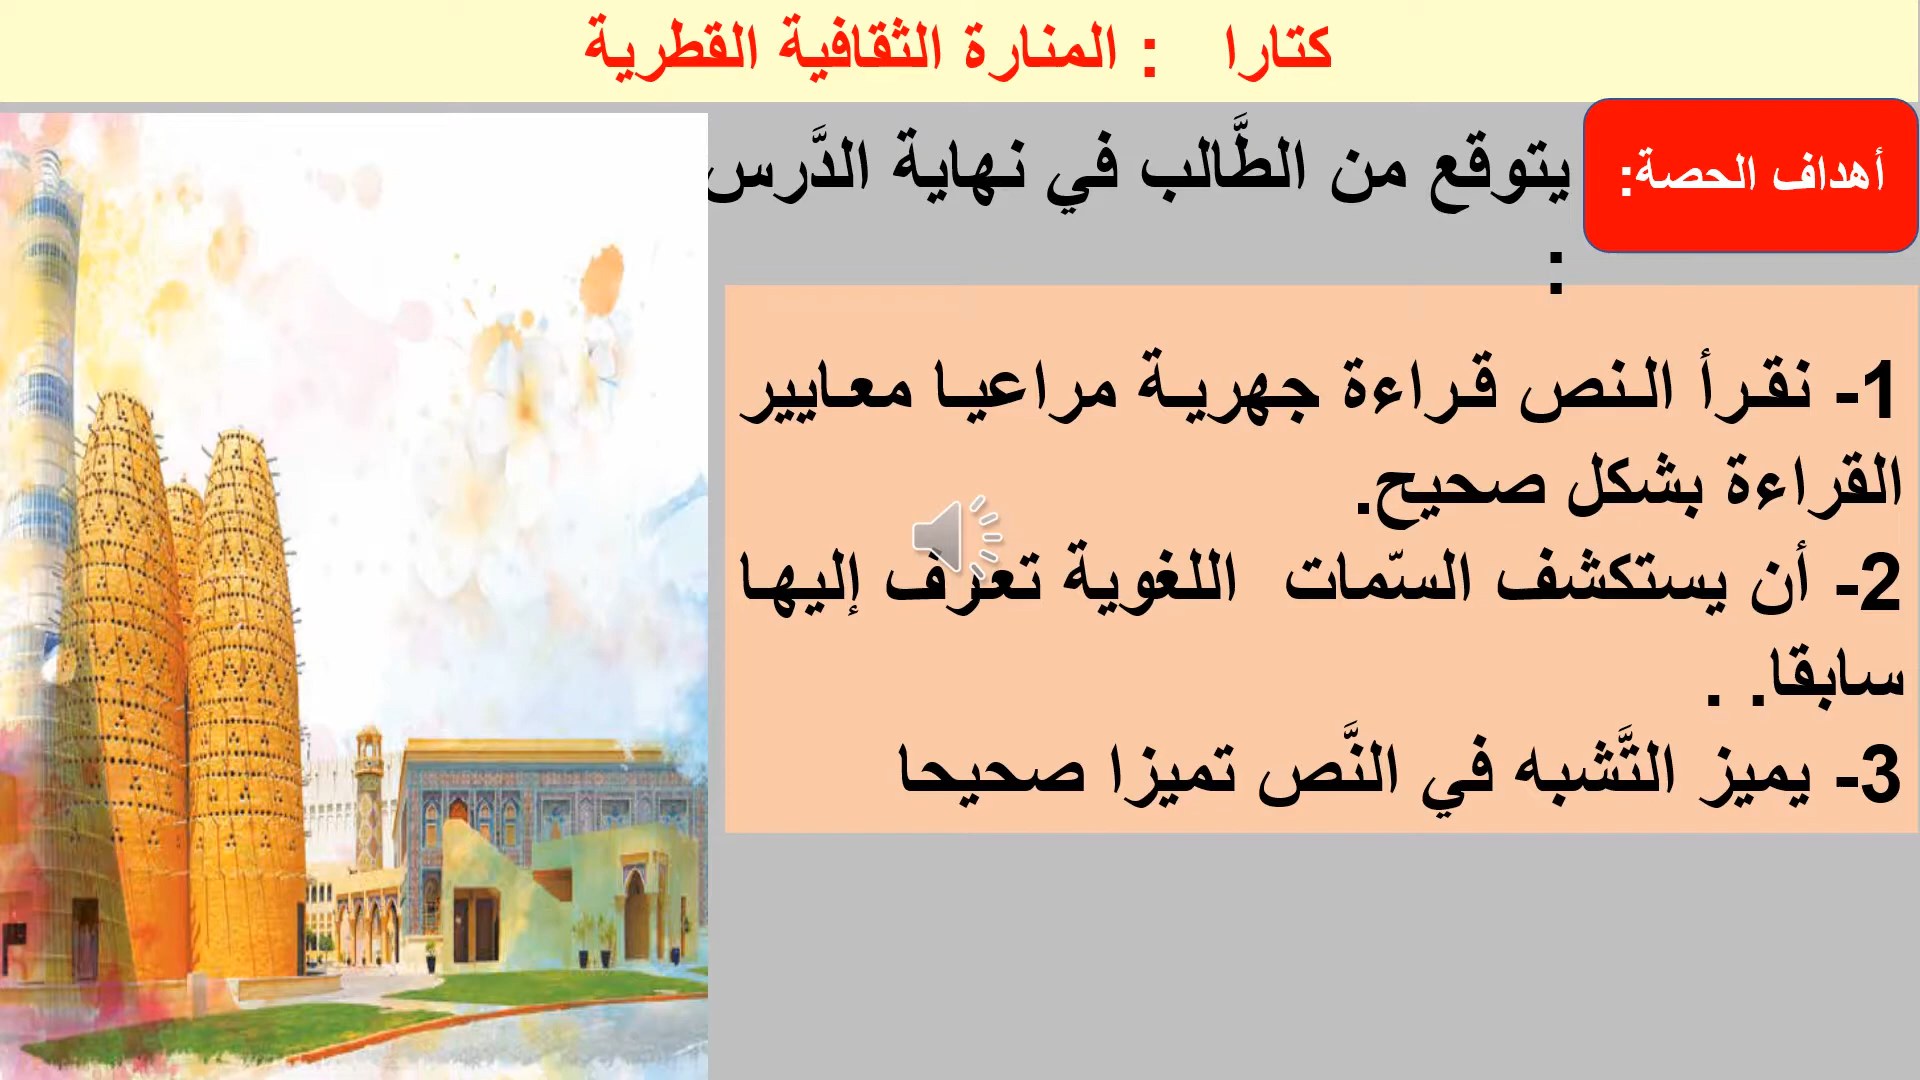 كتارا : المنارة الثقافية القطرية
أهداف الحصة:
يتوقع من الطَّالب في نهاية الدَّرس
:
1- نقرأ النص قراءة جهرية مراعيا معايير
القراءة بشكل صحيح.
2- أن يستكشف السّمات اللغوية تعرف إليها
سابقا. .
3- يميز التَّشبه في النَّص تميزا صحيحا